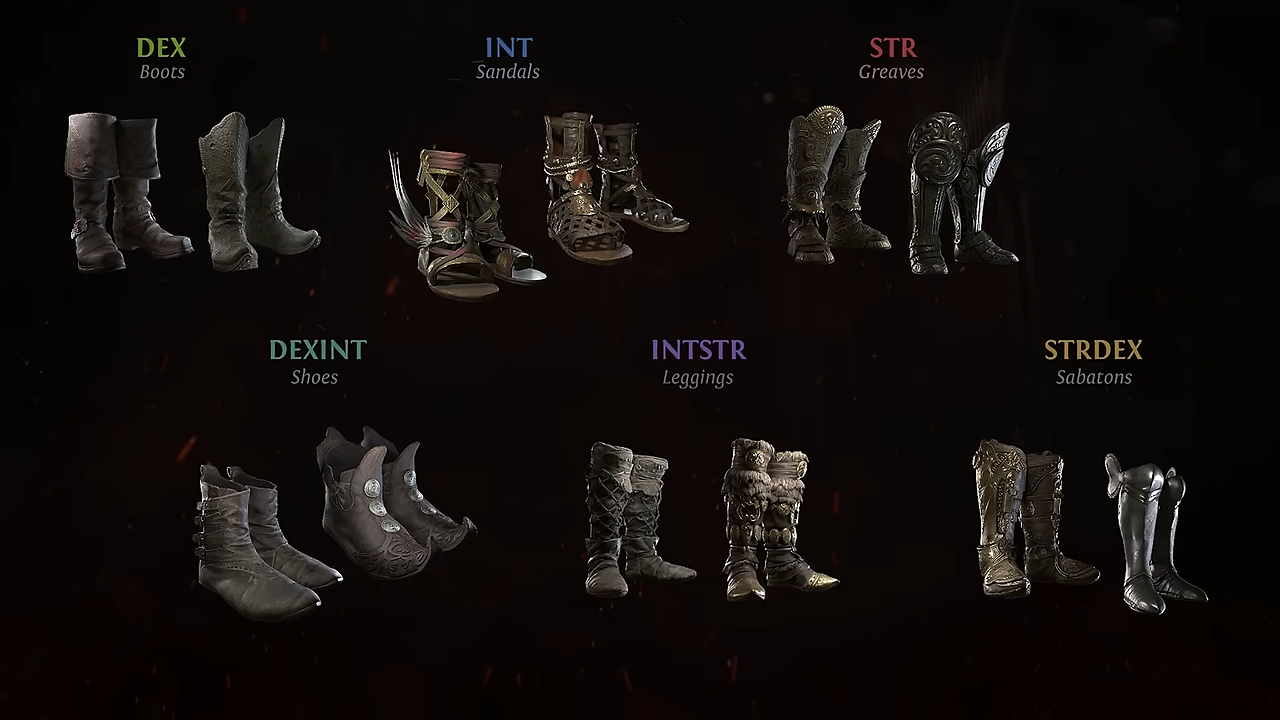 DEX
Boots
INT
Sandals
STR
Greaves
DEXINT
Shoes
INTSTR
Leggings
STRDEX
Sabatons